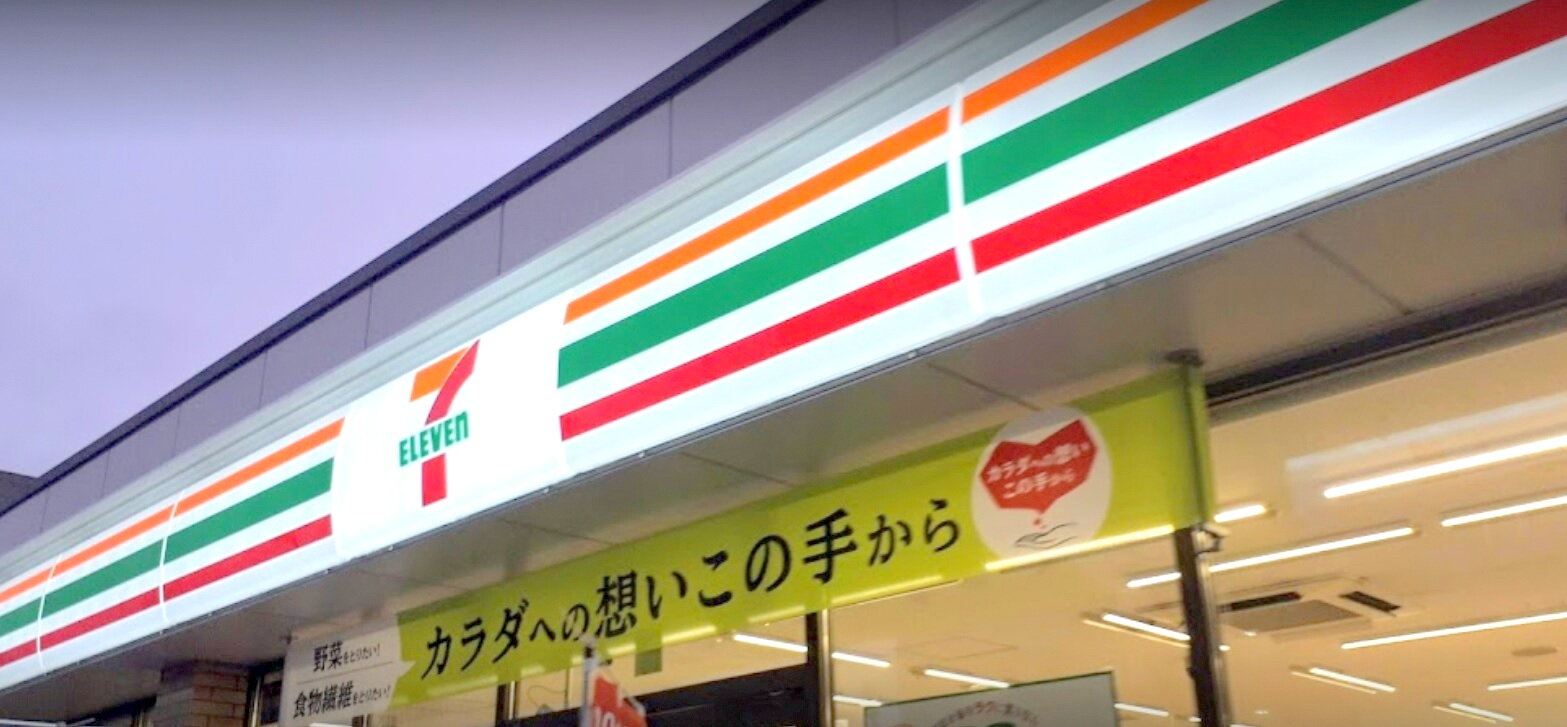 7
ELEVEN
カラダへの想いこの手から
カラダへの想い
この手から
野菜をとりたい!
食物繊維をとりたい!